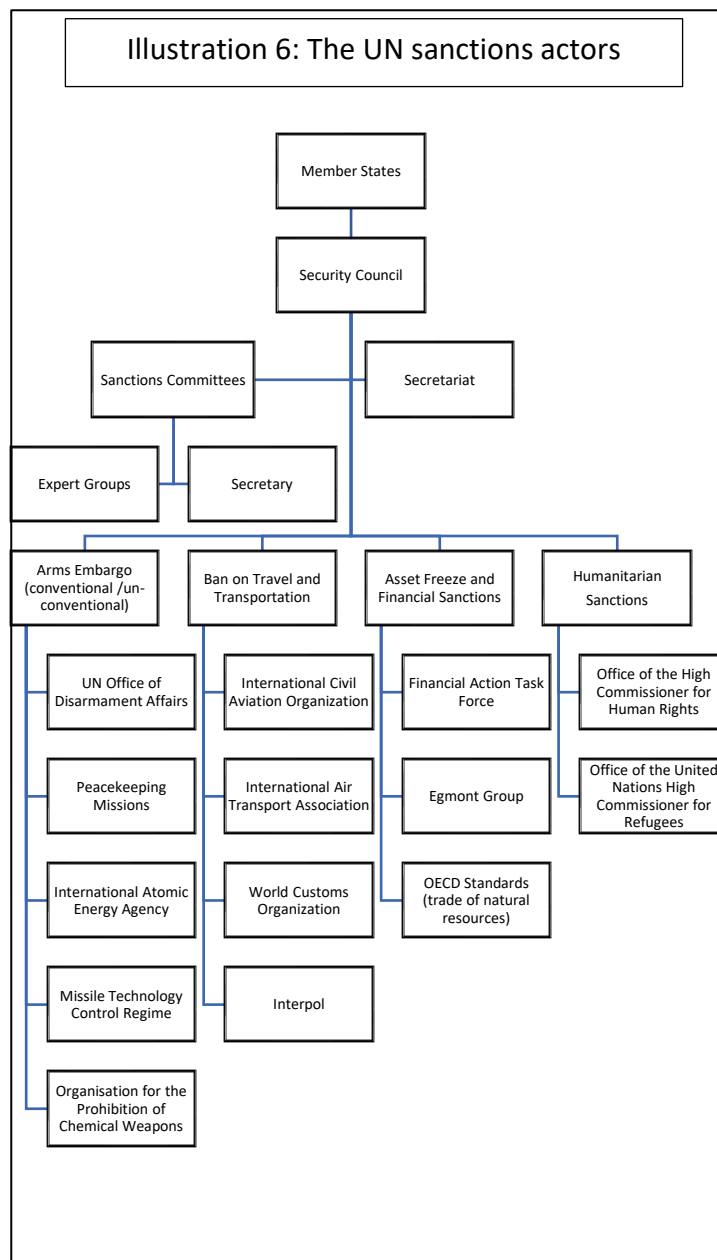 Illustration 6: The UN sanctions actors
Member States
Security Council
Sanctions Committees
Secretariat
Expert Groups
Secretary
Arms Embargo
(conventional /un-
conventional)
Ban on Travel and
Transportation
Asset Freeze and
Financial Sanctions
Humanitarian
Sanctions
UN Office of
Disarmament Affairs
International Civil
Aviation Organization
Financial Action Task
Force
Office of the High
Commissioner for
Human Rights
Peacekeeping
Missions
International Air
Transport Association
Egmont Group
Office of the United
Nations High
Commissioner for
Refugees
International Atomic
Energy Agency
World Customs
Organization
OECD Standards
(trade of natural
resources)
Missile Technology
Control Regime
Interpol
Organisation for the
Prohibition of
Chemical Weapons